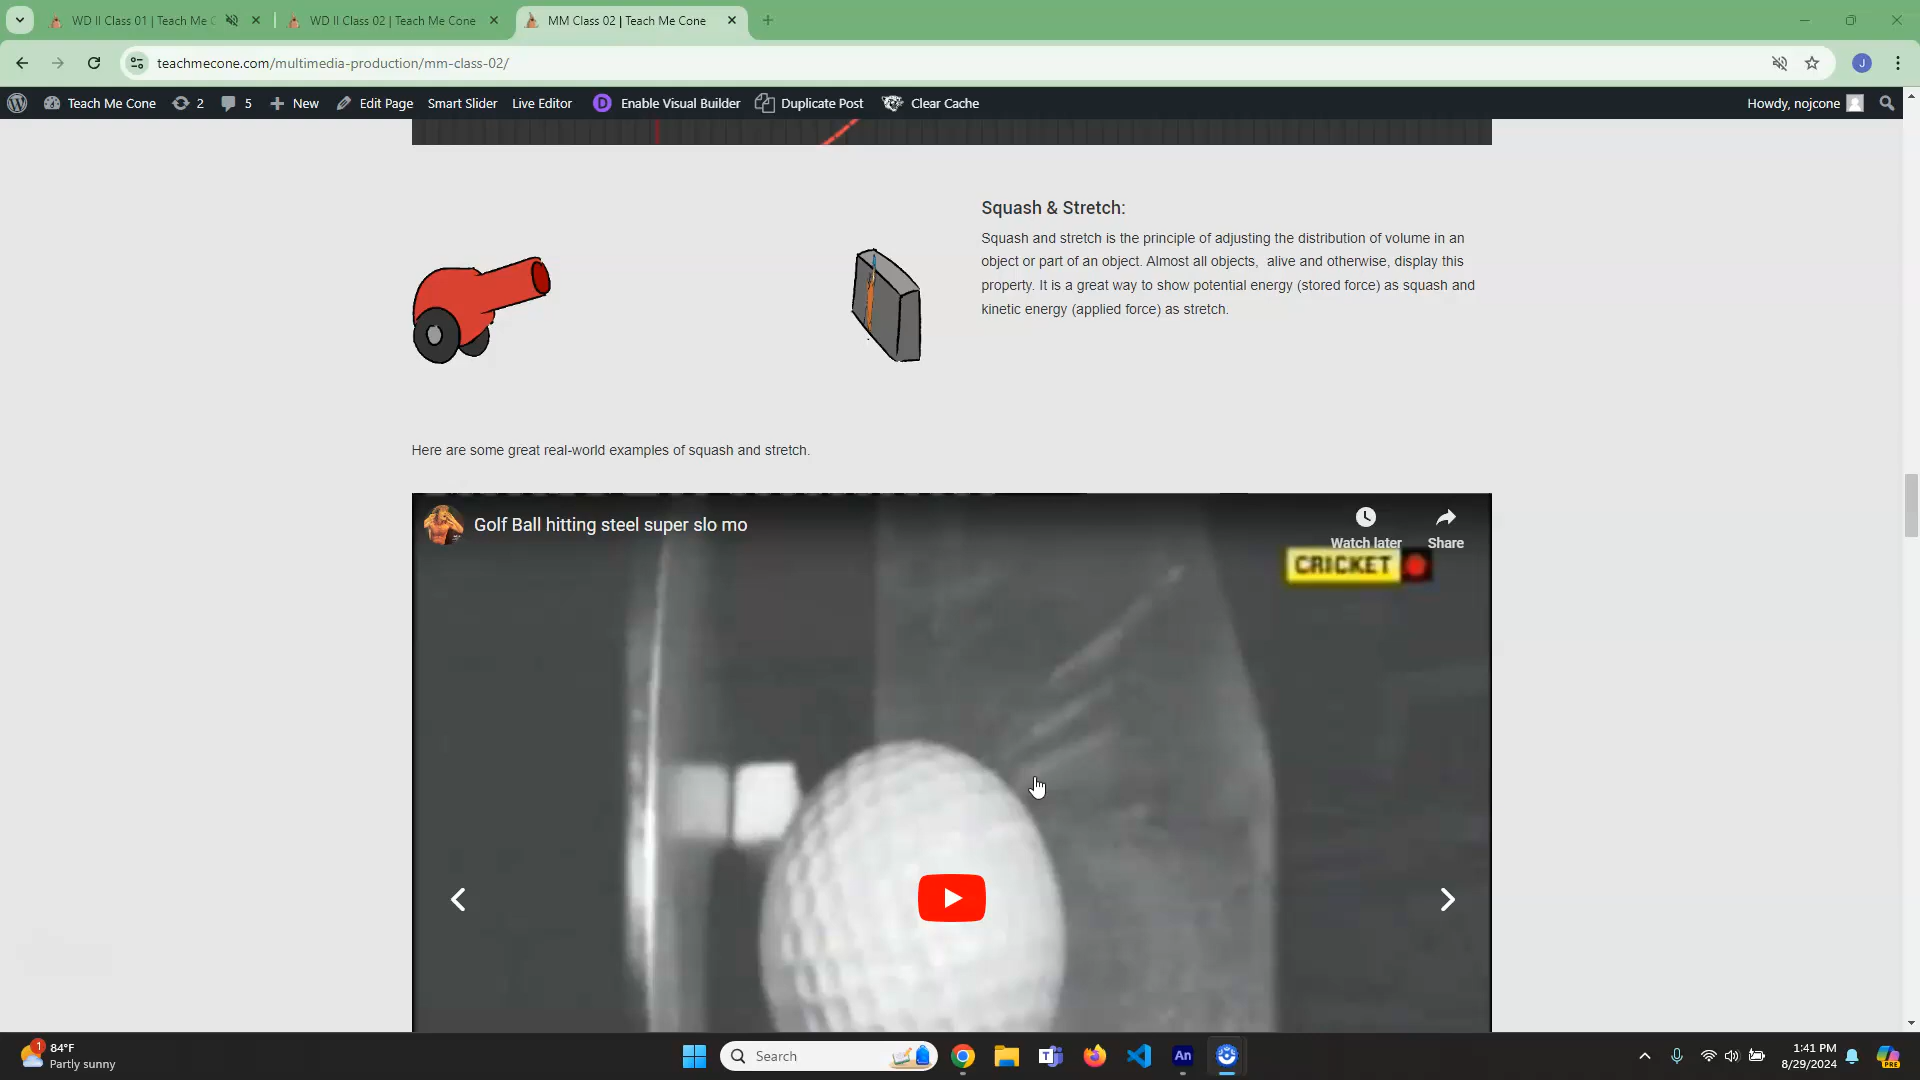 WD II Class 01 | Teach Me C
WD II Class 02 | Teach Me Cone
MM Class 02 | Teach Me Cone
teachmecone.com/multimedia-production/mm-class-02/
J
Teach Me Cone
2
5
New
Edit Page
Smart Slider
Live Editor
D
Enable Visual Builder
Duplicate Post
Clear Cache
Howdy, nojcone
Squash & Stretch:
Squash and stretch is the principle of adjusting the distribution of volume in an
object or part of an object. Almost all objects,  alive and otherwise, display this
property. It is a great way to show potential energy (stored force) as squash and
kinetic energy (applied force) as stretch.
Here are some great real-world examples of squash and stretch.
Golf Ball hitting steel super slo mo
Watch later
Share
CRICKET
1
84°F
Partly sunny
Search
An
1:41 PM
8/29/2024
PRE